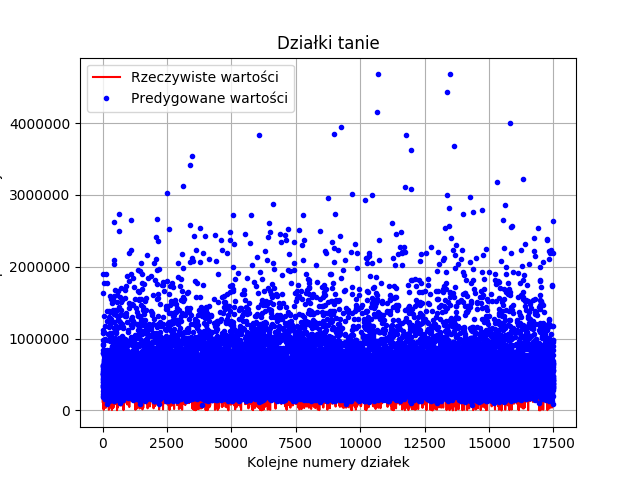 Działki tanie
Rzeczywiste wartości
Predygowane wartości
4000000
3000000
2000000
1000000
0
0 2500 5000 7500 10000 12500 15000 17500
Kolejne numery działek